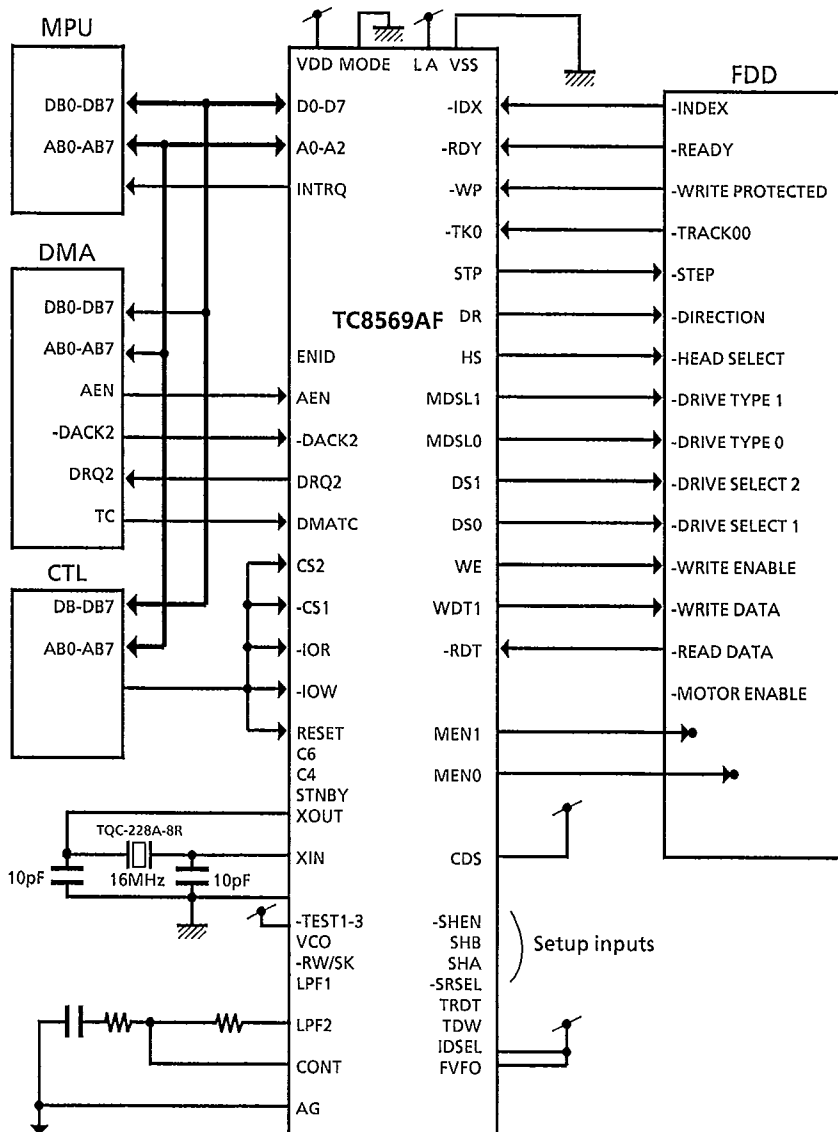 MPU
DB0-DB7
AB0-AB7
DMA
DB0-DB7
AB0-AB7
AEN
-DACK2
DRQ2
TC
CTL
DB-DB7
AB0-AB7
TQC-228A-8R
10pF
16MHz
10pF
VDD MODE LA VSS
TC8569AF
D0-D7
A0-A2
INTRQ
ENID
AEN
-DACK2
DRQ2
DMATC
CS2
-CS1
-IOR
-IOW
RESET
C6
C4
STNBY
XOUT
XIN
-TEST1-3
VCO
-RW/SK
LPF1
LPF2
CONT
AG
-IDX
-RDY
-WP
-TK0
STP
DR
HS
MDSL1
MDSL0
DS1
DS0
WE
WDT1
-RDT
MEN1
MEN0
CDS
-SHEN
SHB
SHA
-SRSEL
TRDT
TDW
IDSEL
FVFO
Setup inputs
FDD
-INDEX
-READY
-WRITE PROTECTED
-TRACK00
-STEP
-DIRECTION
-HEAD SELECT
-DRIVE TYPE 1
-DRIVE TYPE 0
-DRIVE SELECT 2
-DRIVE SELECT 1
-WRITE ENABLE
-WRITE DATA
-READ DATA
-MOTOR ENABLE